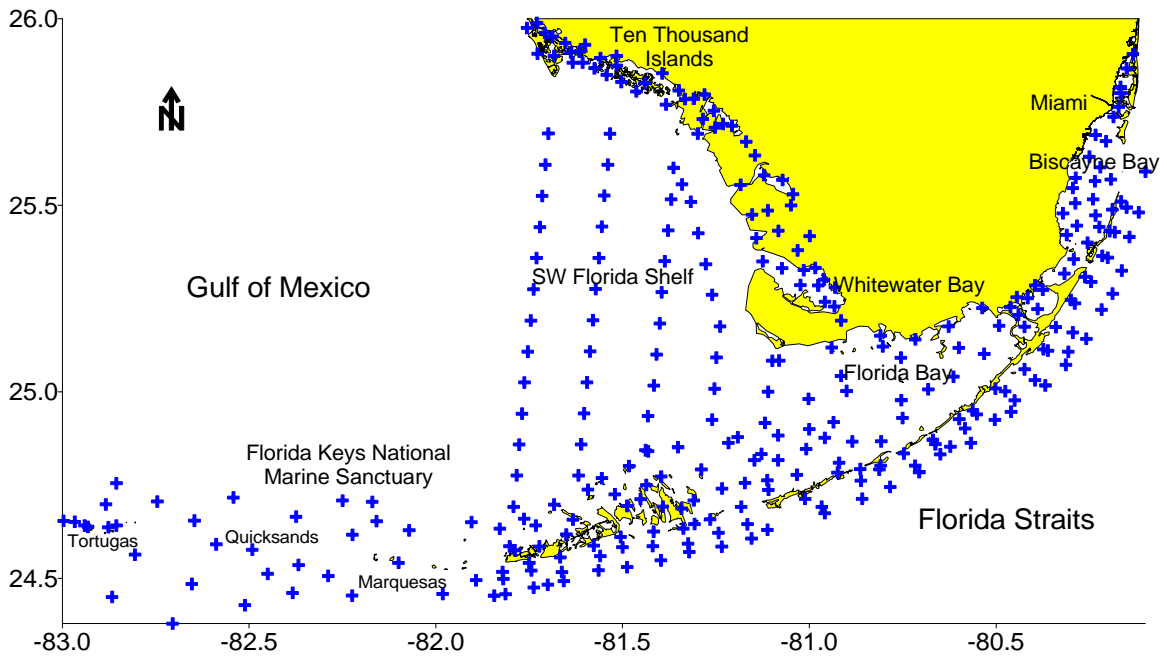 26.0
Ten Thousand
Islands
N
Miami
Biscayne Bay
25.5
SW Florida Shelf
Gulf of Mexico
Whitewater Bay
25.0
Florida Bay
Florida Keys National
Marine Sanctuary
Florida Straits
Tortugas
Quicksands
Marquesas
24.5
-83.0
-82.5
-82.0
-81.5
-81.0
-80.5